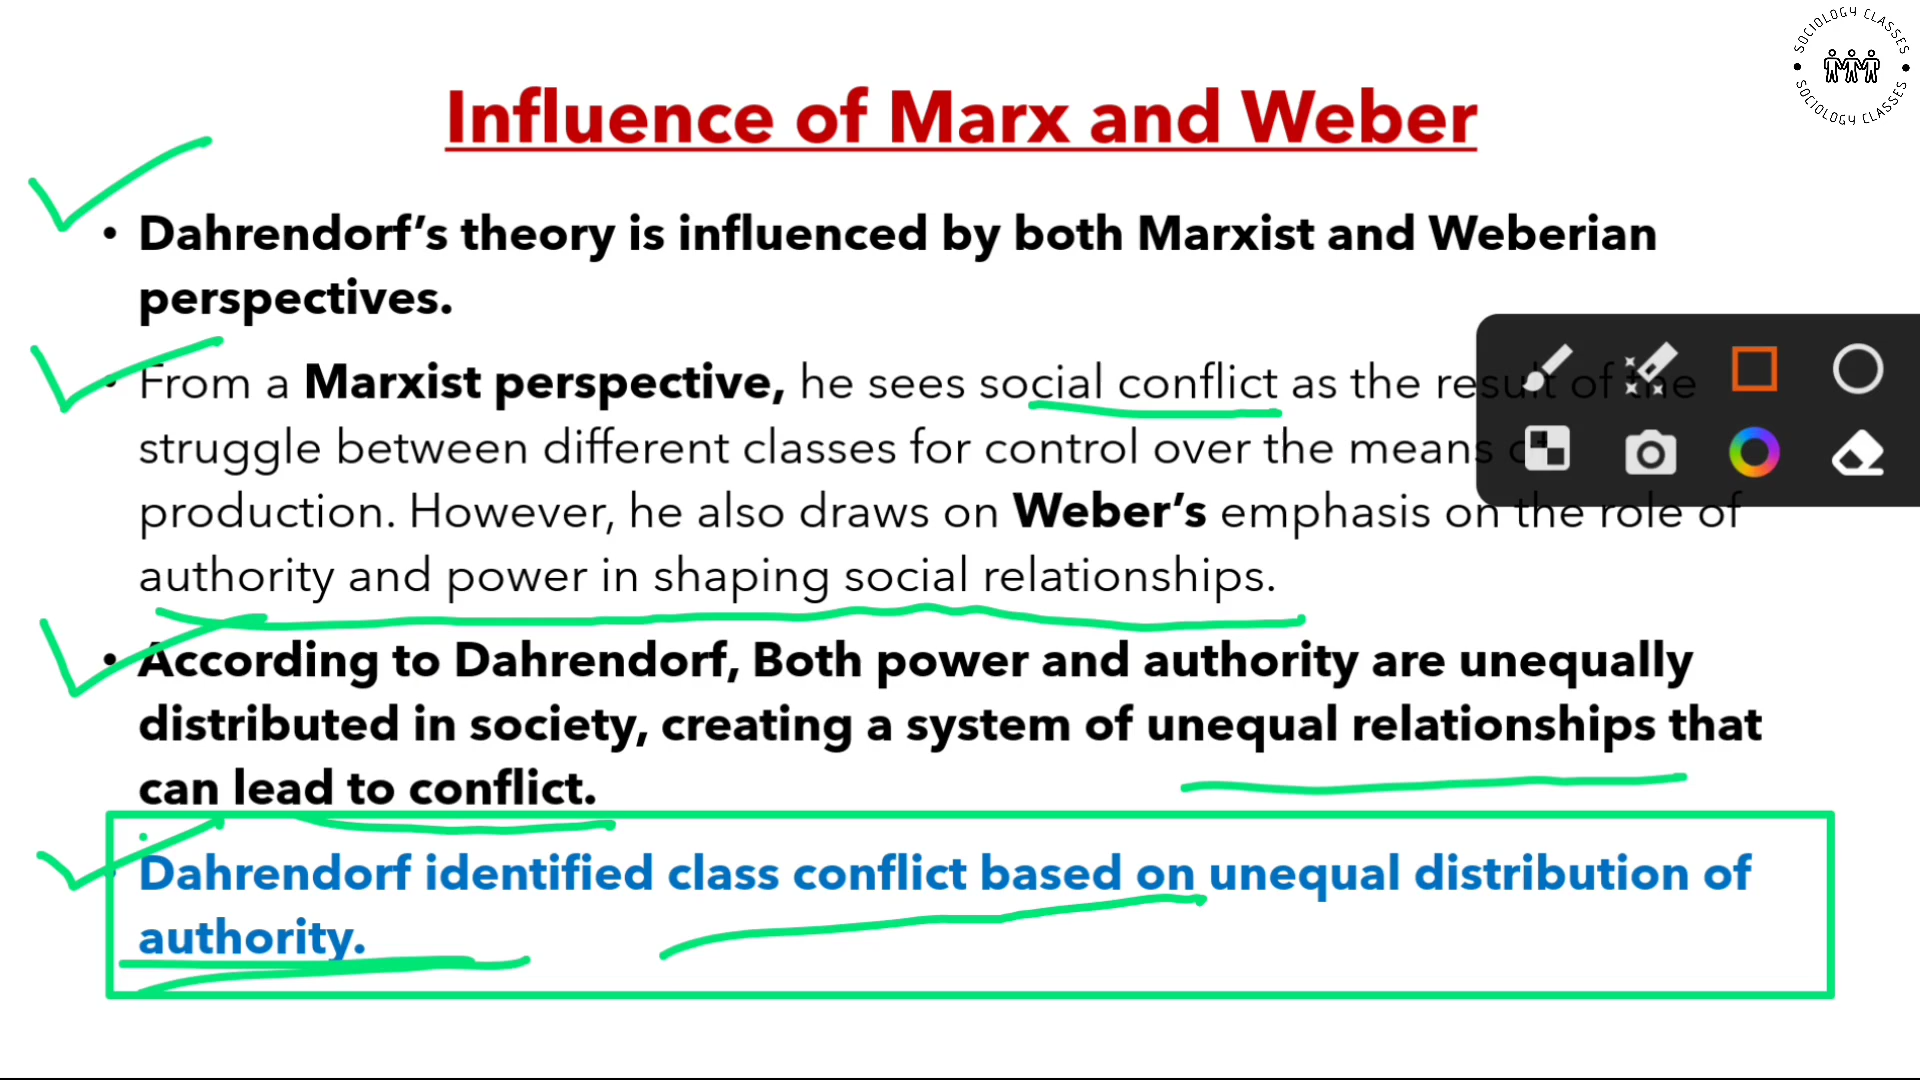 SOCIOLOGY CLASSES
SOCIOLOGY CLASSES
Influence of Marx and Weber
• Dahrendorf's theory is influenced by both Marxist and Weberian
perspectives.
• From a Marxist perspective, he sees social conflict as the result of the
struggle between different classes for control over the means of
production. However, he also draws on Weber's emphasis on the role of
authority and power in shaping social relationships.
• According to Dahrendorf, Both power and authority are unequally
distributed in society, creating a system of unequal relationships that
can lead to conflict.
• Dahrendorf identified class conflict based on unequal distribution of
authority.